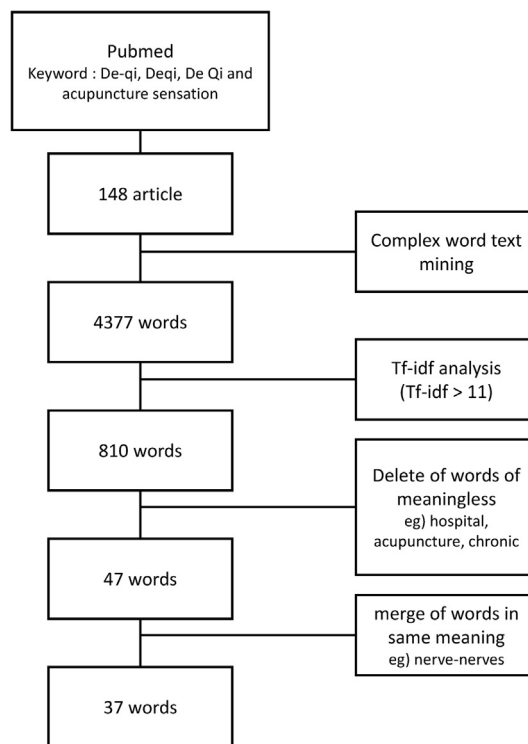 Pubmed
Keyword : De-qi, Deqi, De Qi and
acupuncture sensation
148 article
Complex word text
mining
4377 words
Tf-idf analysis
(Tf-idf > 11)
810 words
Delete of words of
meaningless
eg) hospital,
acupuncture, chronic
47 words
merge of words in
same meaning
eg) nerve-nerves
37 words